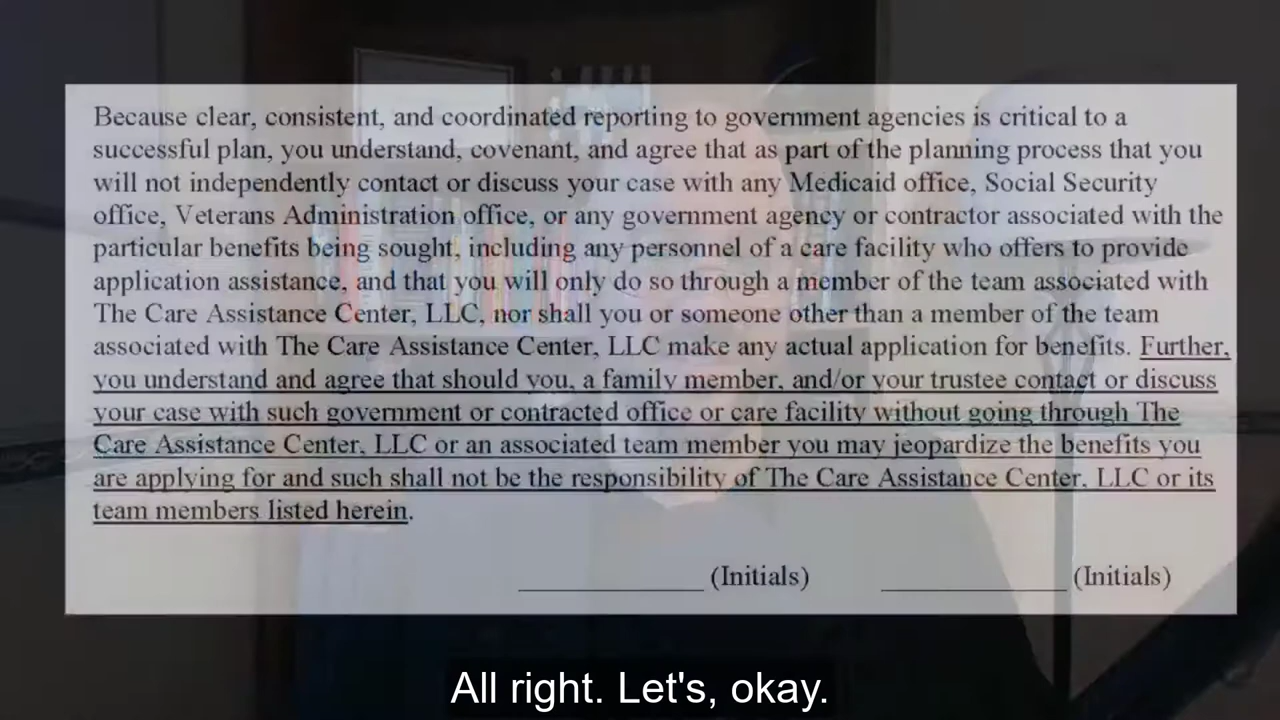 Because clear, consistent, and coordinated reporting to government agencies is critical to a
successful plan, you understand, covenant, and agree that as part of the planning process that you
will not independently contact or discuss your case with any Medicaid office, Social Security
office, Veterans Administration office, or any government agency or contractor associated with the
particular benefits being sought, including any personnel of a care facility who offers to provide
application assistance, and that you will only do so through a member of the team associated with
The Care Assistance Center, LLC, nor shall you or someone other than a member of the team
associated with The Care Assistance Center, LLC make any actual application for benefits. Further,
you understand and agree that should you, a family member, and/or your trustee contact or discuss
your case with such government or contracted office or care facility without going through The
Care Assistance Center, LLC or an associated team member you may jeopardize the benefits you
are applying for and such shall not be the responsibility of The Care Assistance Center, LLC or its
team members listed herein.
(Initials) (Initials)
All right. Let's, okay.